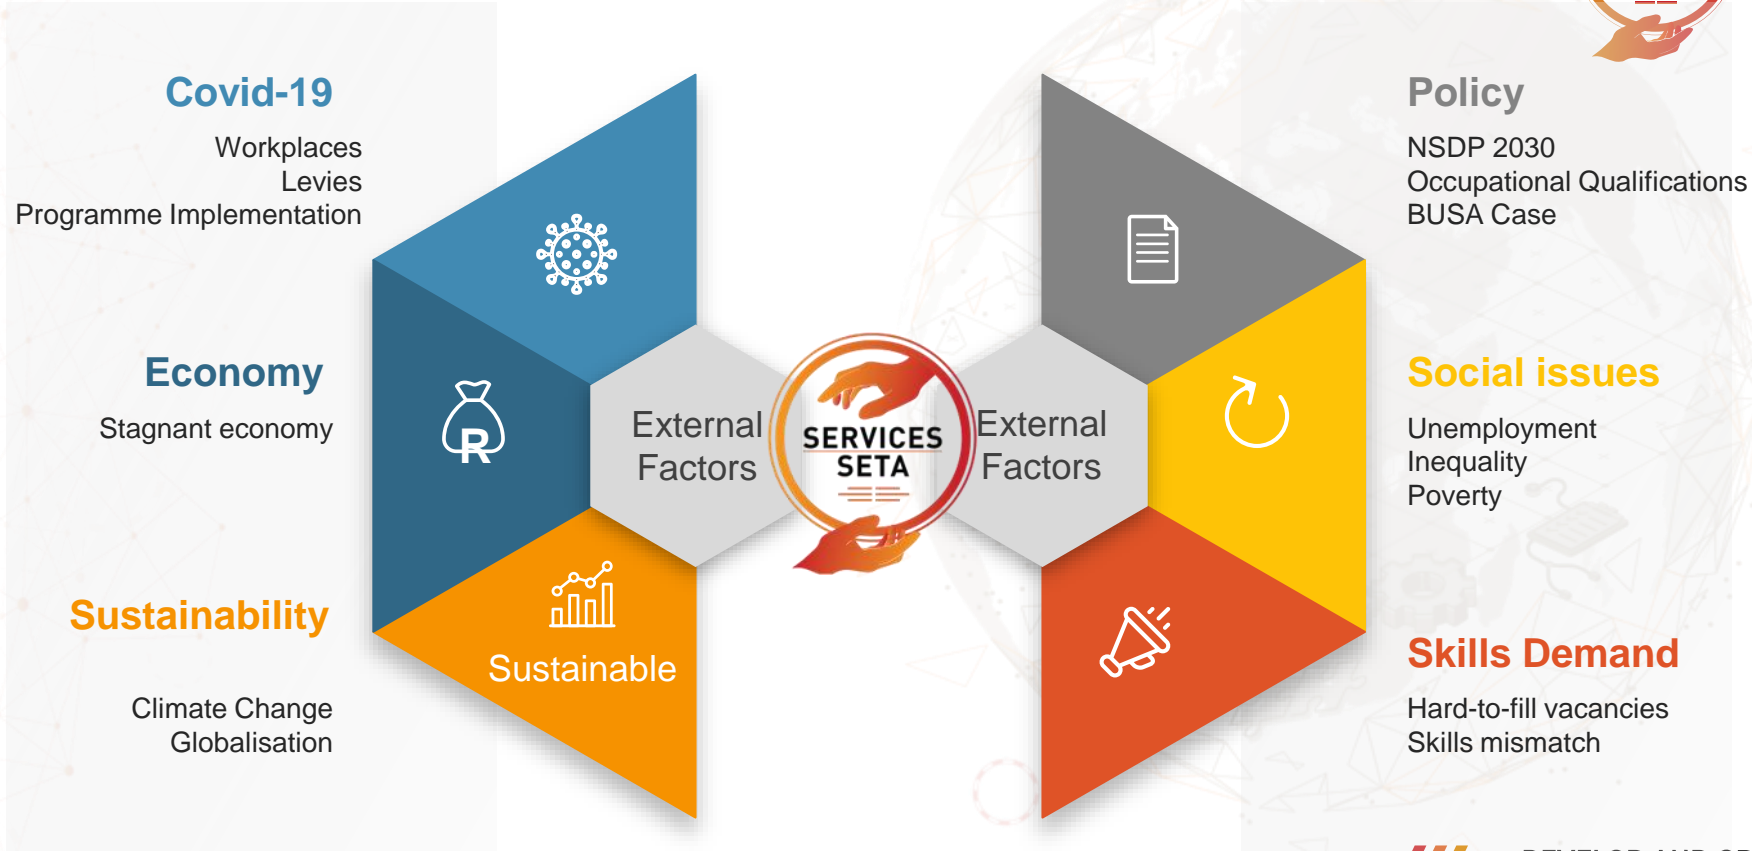 Covid-19
Workplaces
Levies
Programme Implementation
Economy
Stagnant economy
Sustainability
Climate Change
Globalisation
R
Sustainable
External
Factors
SERVICES
SETA
External
Factors
Policy
NSDP 2030
Occupational Qualifications
BUSA Case
Social issues
Unemployment
Inequality
Poverty
Skills Demand
Hard-to-fill vacancies
Skills mismatch